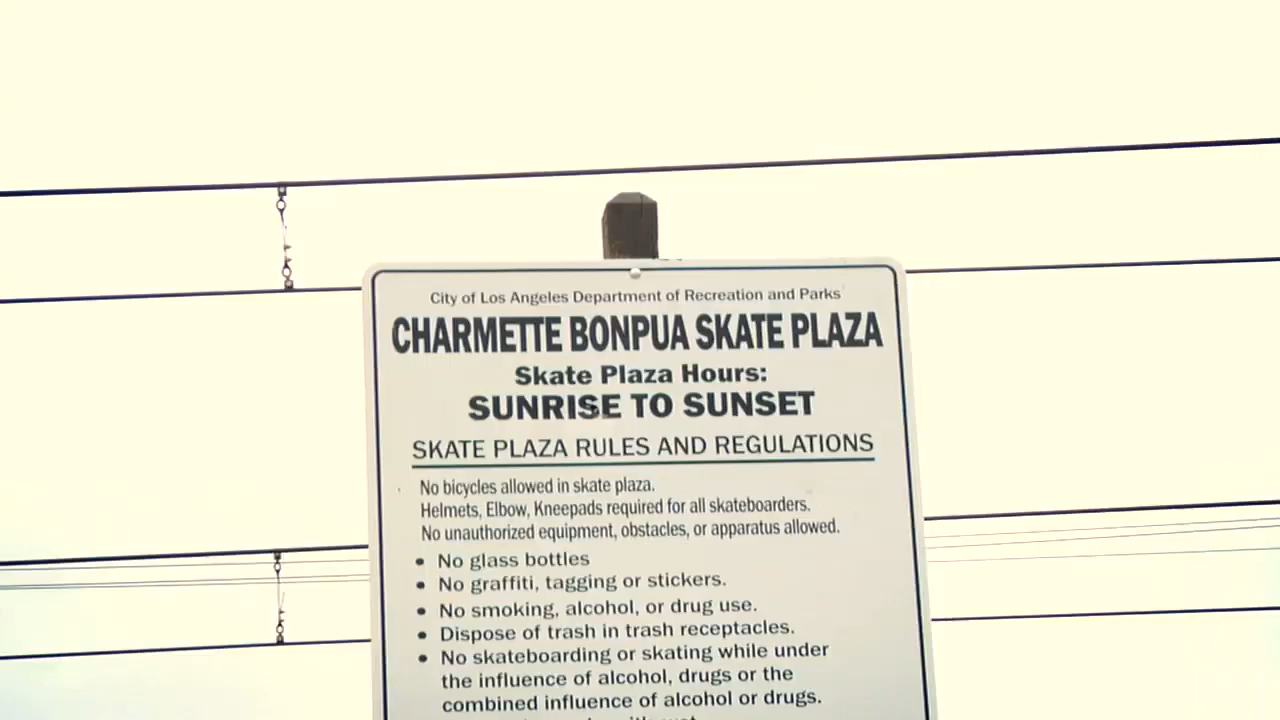 City of Los Angeles Department of Recreation and Parks
CHARMETTE BONPUA SKATE PLAZA
Skate Plaza Hours:
SUNRISE TO SUNSET
SKATE PLAZA RULES AND REGULATIONS
No bicycles allowed in skate plaza.
Helmets, Elbow, Kneepads required for all skateboarders.
No unauthorized equipment, obstacles, or apparatus allowed.
• No glass bottles
• No graffiti, tagging or stickers.
• No smoking, alcohol, or drug use.
• Dispose of trash in trash receptacles.
• No skateboarding or skating while under
the influence of alcohol, drugs or the
combined influence of alcohol or drugs.